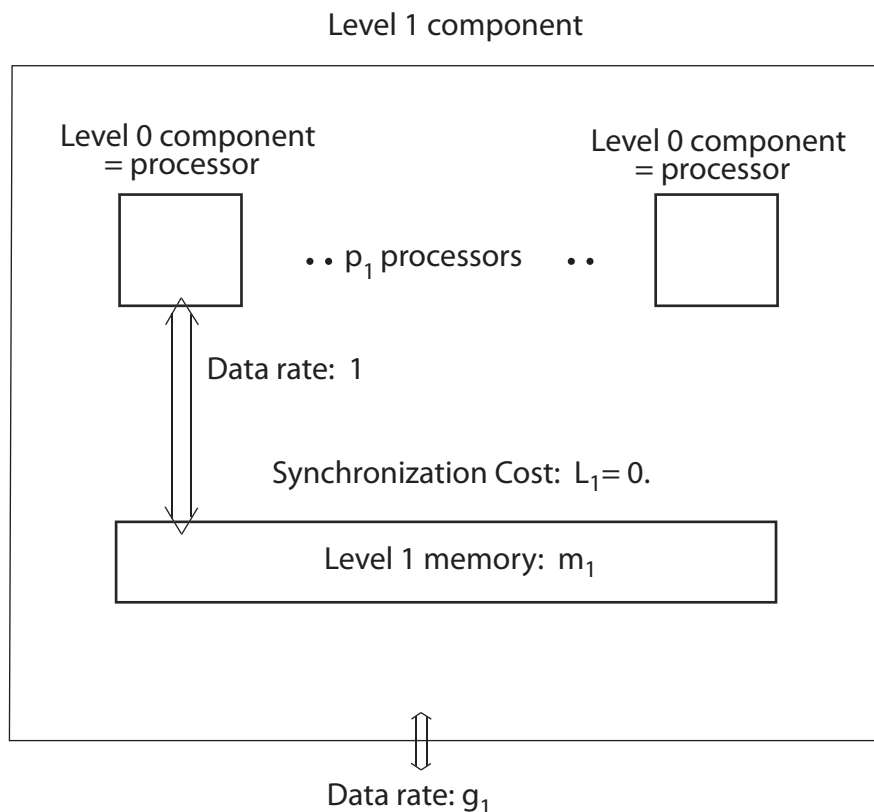 Level 1 component
Level 0 component
= processor
Level 0 component
= processor
.. p₁ processors ..
Data rate: 1
Synchronization Cost: L₁= 0.
Level 1 memory: m₁
Data rate: g₁